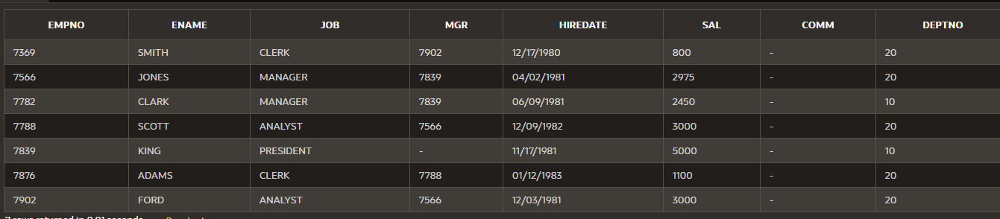 EMPNO ENAME JOB MGR HIREDATE SAL COMM DEPTNO
7369 SMITH CLERK 7902 12/17/1980 800 - 20
7566 JONES MANAGER 7839 04/02/1981 2975 - 20
7782 CLARK MANAGER 7839 06/09/1981 2450 - 10
7788 SCOTT ANALYST 7566 12/09/1982 3000 - 20
7839 KING PRESIDENT - 11/17/1981 5000 - 10
7876 ADAMS CLERK 7788 01/12/1983 1100 - 20
7902 FORD ANALYST 7566 12/03/1981 3000 - 20
7 rows returned in 0.01 seconds